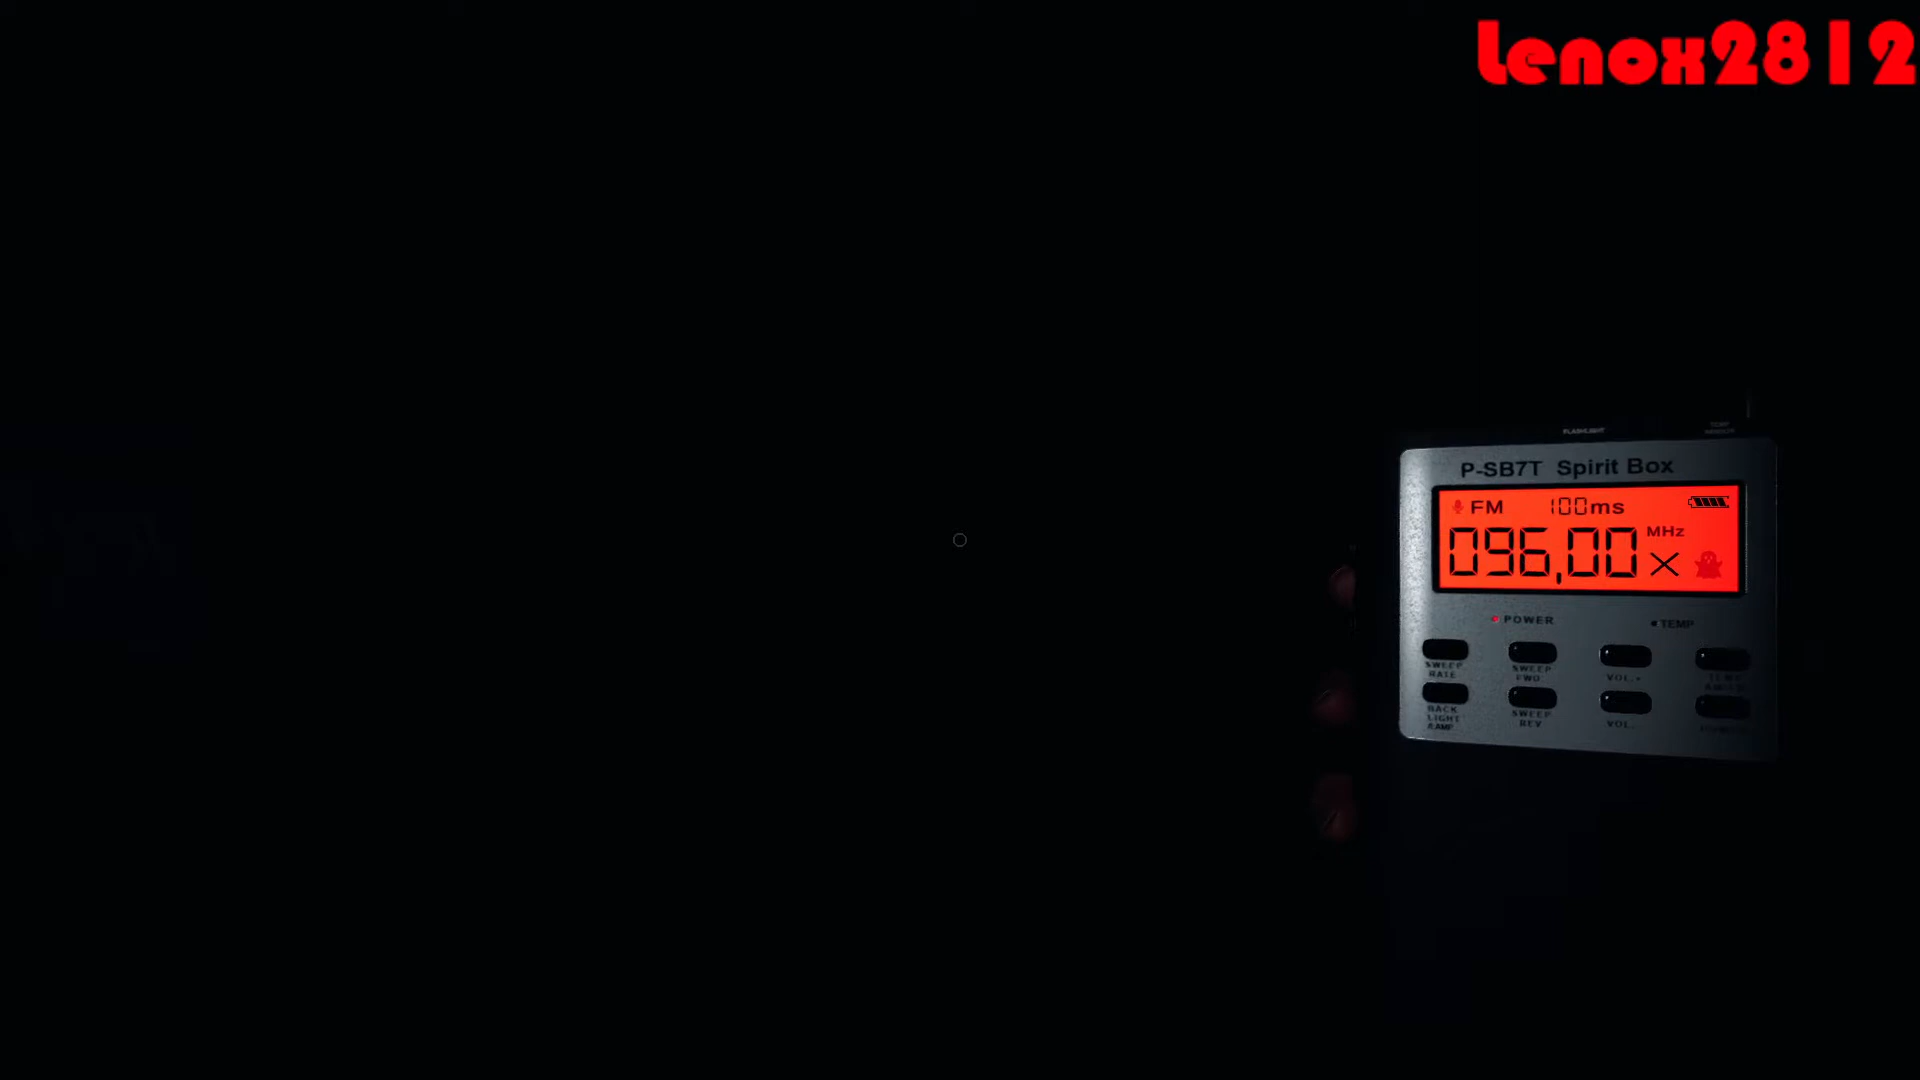 Lenox2812
FLASHLIGHT
P-SB7T Spirit Box
FM 100ms
096,00 MHz X
POWER TEMP
SWEEP RATE
SWEEP FWD
VOL.+
BACK LIGHT
SWEEP REV
VOL.